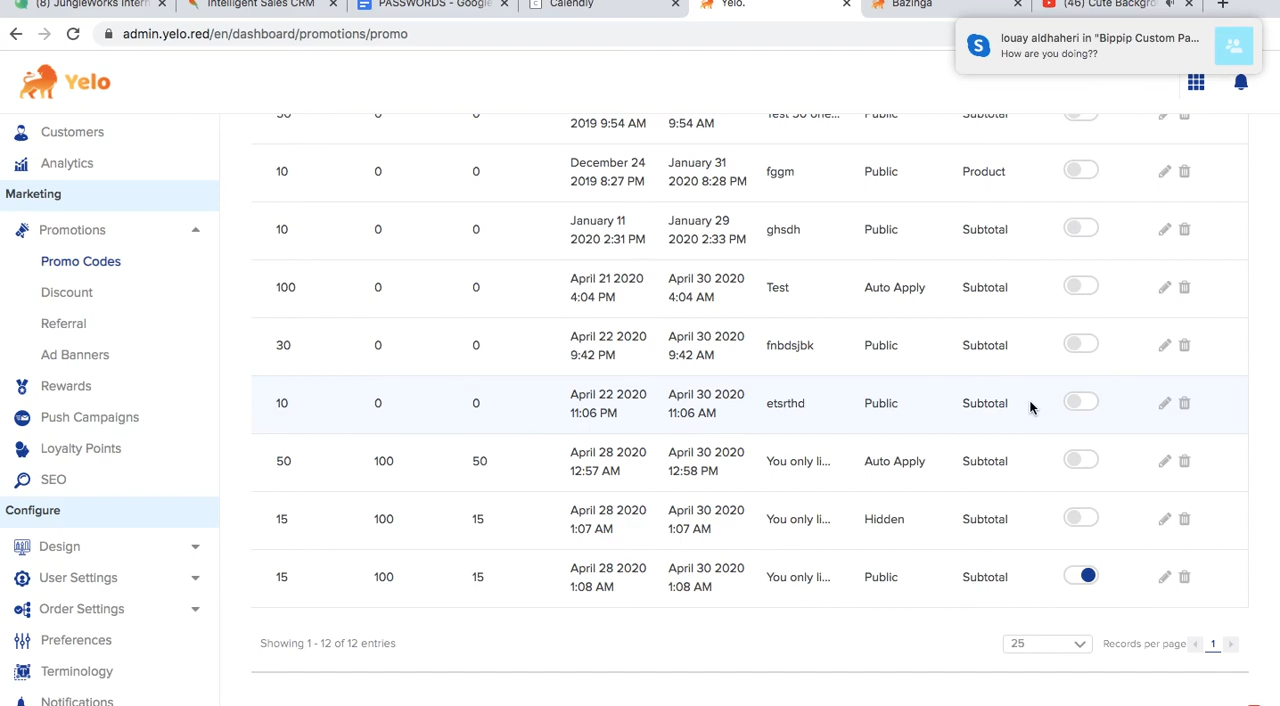 (8) JungleWorks Intern
Intelligent Sales CRM
PASSWORDS - Google
Calendly
Yelo.
Bazinga
(46) Cute Backgro
admin.yelo.red/en/dashboard/promotions/promo
louay aldhaheri in "Bippip Custom Pa...
How are you doing??
Yelo
Customers
Analytics
Marketing
Promotions
Promo Codes
Discount
Referral
Ad Banners
Rewards
Push Campaigns
Loyalty Points
SEO
Configure
Design
User Settings
Order Settings
Preferences
Terminology
Notifications
2019 9:54 AM 9:54 AM
10 0 0 December 24 2019 8:27 PM January 31 2020 8:28 PM fggm Public Product
10 0 0 January 11 2020 2:31 PM January 29 2020 2:33 PM ghsdh Public Subtotal
100 0 0 April 21 2020 4:04 PM April 30 2020 4:04 AM Test Auto Apply Subtotal
30 0 0 April 22 2020 9:42 PM April 30 2020 9:42 AM fnbdsjbk Public Subtotal
10 0 0 April 22 2020 11:06 PM April 30 2020 11:06 AM etsrthd Public Subtotal
50 100 50 April 28 2020 12:57 AM April 30 2020 12:58 PM You only li... Auto Apply Subtotal
15 100 15 April 28 2020 1:07 AM April 30 2020 1:07 AM You only li... Hidden Subtotal
15 100 15 April 28 2020 1:08 AM April 30 2020 1:08 AM You only li... Public Subtotal
Showing 1 - 12 of 12 entries
25 Records per page 1